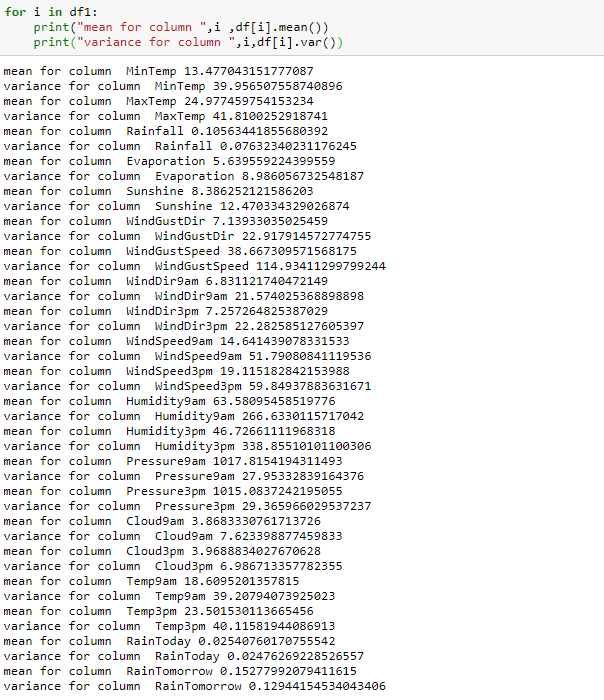 for i in df1:
    print("mean for column ",i ,df[i].mean())
    print("variance for column ",i,df[i].var())
mean for column  MinTemp 13.477043151777087
variance for column  MinTemp 39.956507558740896
mean for column  MaxTemp 24.977459754153234
variance for column  MaxTemp 41.8100252918741
mean for column  Rainfall 0.10563441855680392
variance for column  Rainfall 0.07632340231176245
mean for column  Evaporation 5.639559224399559
variance for column  Evaporation 8.986056732548187
mean for column  Sunshine 8.386252121586203
variance for column  Sunshine 12.470334329026874
mean for column  WindGustDir 7.13933035025459
variance for column  WindGustDir 22.917914572774755
mean for column  WindGustSpeed 38.667309571568175
variance for column  WindGustSpeed 114.93411299799244
mean for column  WindDir9am 6.831121740472149
variance for column  WindDir9am 21.574025368898898
mean for column  WindDir3pm 7.257264825387029
variance for column  WindDir3pm 22.282585127605397
mean for column  WindSpeed9am 14.641439078331533
variance for column  WindSpeed9am 51.79080841119536
mean for column  WindSpeed3pm 19.115182842153988
variance for column  WindSpeed3pm 59.84937883631671
mean for column  Humidity9am 63.58095458519776
variance for column  Humidity9am 266.6330115717042
mean for column  Humidity3pm 46.72661111968318
variance for column  Humidity3pm 338.85510101100306
mean for column  Pressure9am 1017.8154194311493
variance for column  Pressure9am 27.95332839164376
mean for column  Pressure3pm 1015.0837242195055
variance for column  Pressure3pm 29.365966029537237
mean for column  Cloud9am 3.8683330761713726
variance for column  Cloud9am 7.623398877459833
mean for column  Cloud3pm 3.9688834027670628
variance for column  Cloud3pm 6.986713357782355
mean for column  Temp9am 18.6095201357815
variance for column  Temp9am 39.20794073925023
mean for column  Temp3pm 23.501530113665456
variance for column  Temp3pm 40.11581944086913
mean for column  RainToday 0.02540760170755542
variance for column  RainToday 0.02476269228526557
mean for column  RainTomorrow 0.15277992079411615
variance for column  RainTomorrow 0.12944154534043406